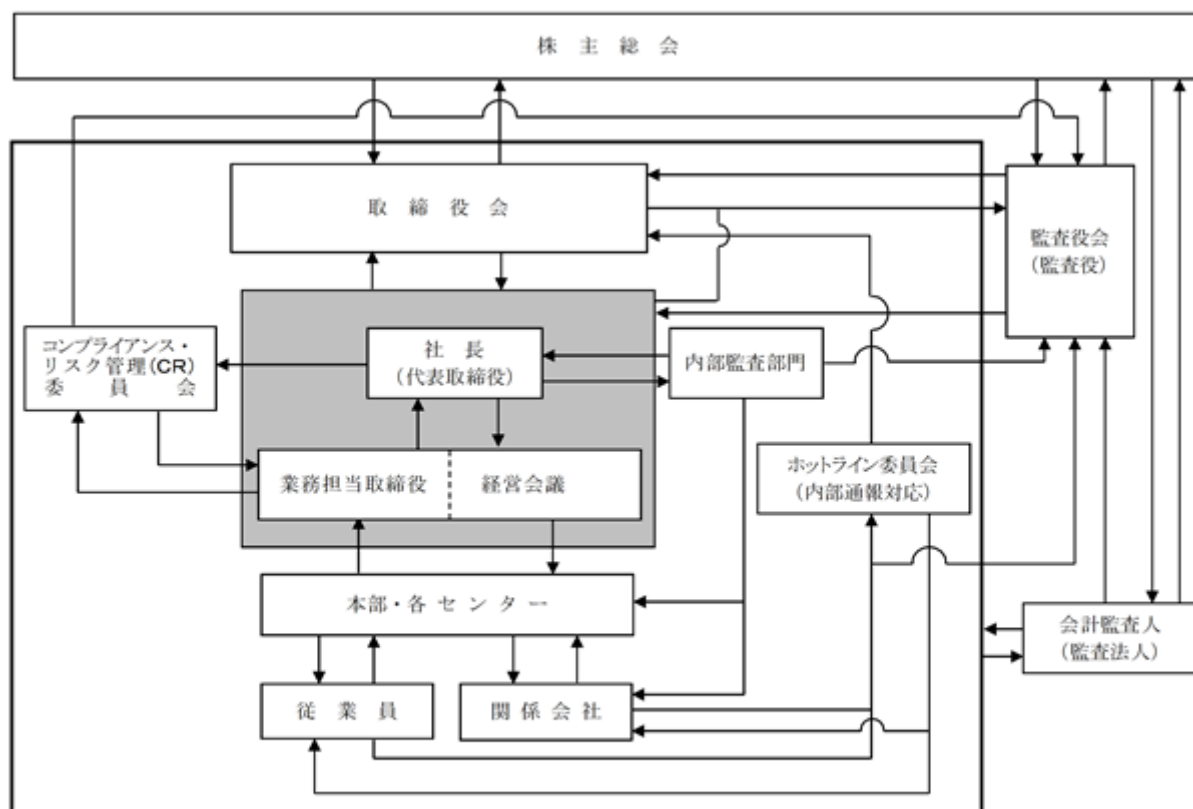 株主総会
取締役会
監査役会
(監査役)
コンプライアンス・
リスク管理(CR)
委員会
社長
(代表取締役)
内部監査部門
業務担当取締役
経営会議
ホットライン委員会
(内部通報対応)
本部・各センター
会計監査人
(監査法人)
従業員
関係会社